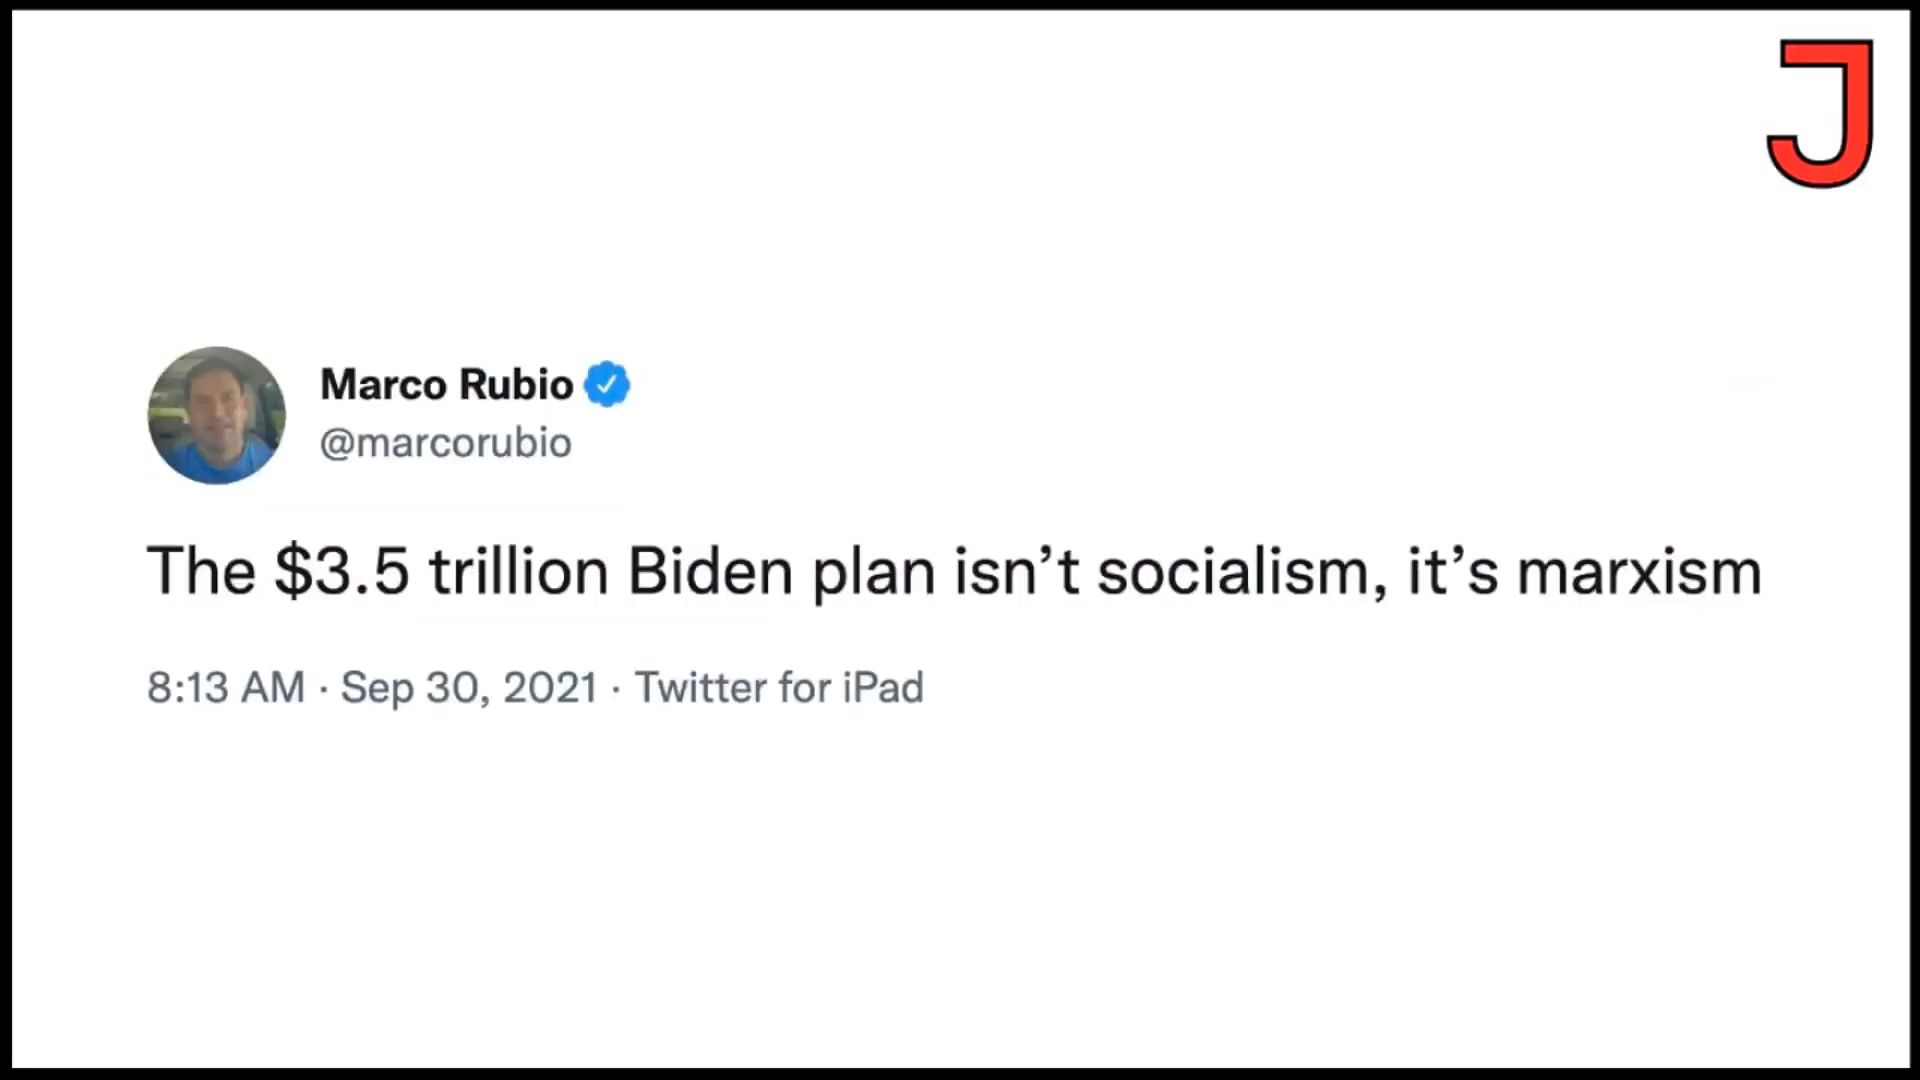 J
Marco Rubio
@marcorubio
The $3.5 trillion Biden plan isn’t socialism, it’s marxism
8:13 AM · Sep 30, 2021 · Twitter for iPad